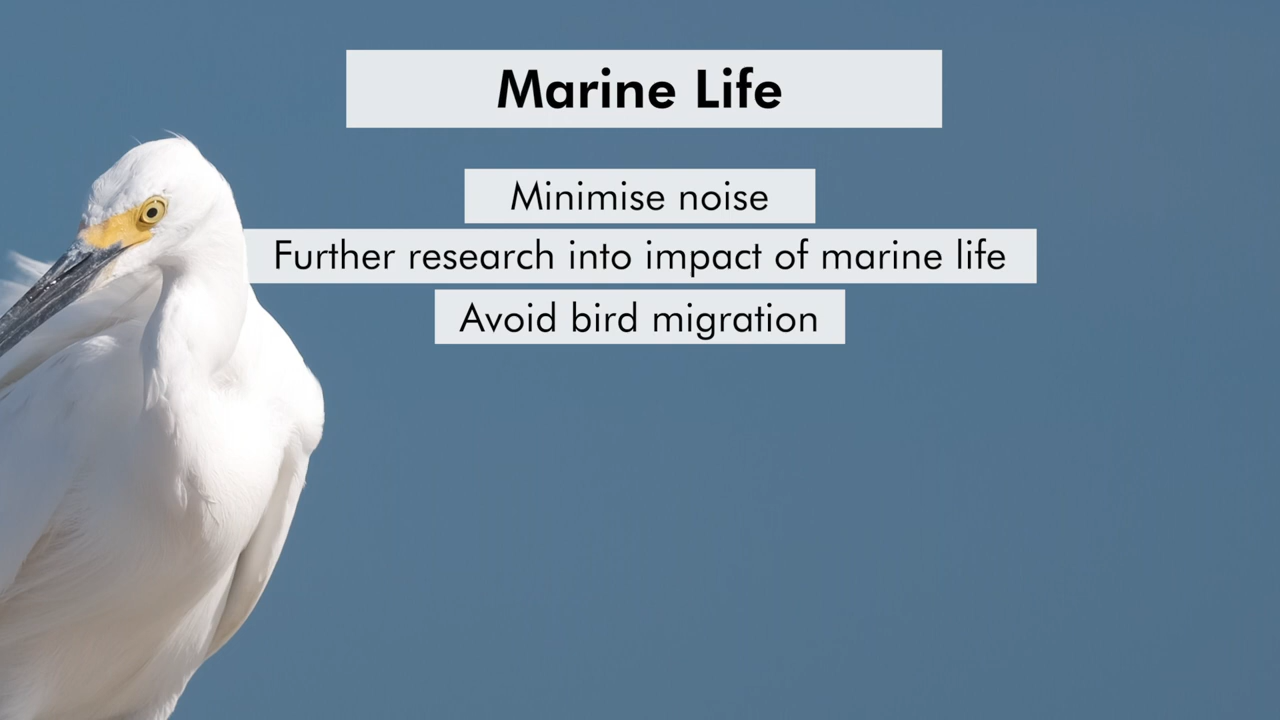 Marine Life
Minimise noise
Further research into impact of marine life
Avoid bird migration